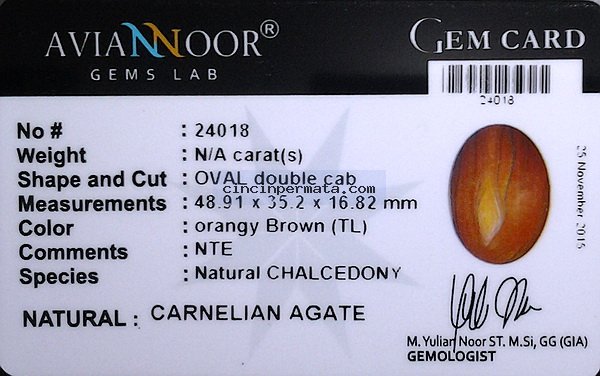 AVIANNOOR®
GEMS LAB
GEM CARD
24018
No # : 24018
Weight : N/A carat(s)
Shape and Cut : OVAL double cab
cincinpermata.com
Measurements : 48.91 x 35.2 x 16.82 mm
Color : orangy Brown (TL)
Comments : NTE
Species : Natural CHALCEDONY
NATURAL : CARNELIAN AGATE
25 November 2015
M. Yulian Noor ST. M.Si, GG (GIA)
GEMOLOGIST